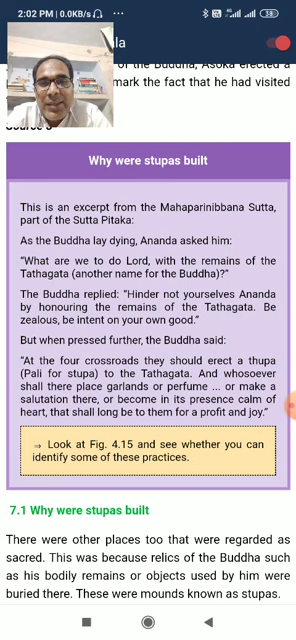 2:02 PM | 0.0KB/s
38
la
of the Buddha, Asoka erected a
mark the fact that he had visited
Why were stupas built
This is an excerpt from the Mahaparinibbana Sutta,
part of the Sutta Pitaka:
As the Buddha lay dying, Ananda asked him:
“What are we to do Lord, with the remains of the
Tathagata (another name for the Buddha)?”
The Buddha replied: “Hinder not yourselves Ananda
by honouring the remains of the Tathagata. Be
zealous, be intent on your own good.”
But when pressed further, the Buddha said:
“At the four crossroads they should erect a thupa
(Pali for stupa) to the Tathagata. And whosoever
shall there place garlands or perfume ... or make a
salutation there, or become in its presence calm of
heart, that shall long be to them for a profit and joy.”
⇒ Look at Fig. 4.15 and see whether you can
identify some of these practices.
7.1 Why were stupas built
There were other places too that were regarded as
sacred. This was because relics of the Buddha such
as his bodily remains or objects used by him were
buried there. These were mounds known as stupas.